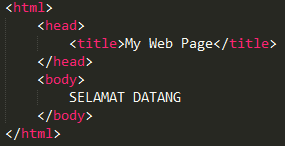 <html>
<head>
<title>My Web Page</title>
</head>
<body>
SELAMAT DATANG
</body>
</html>